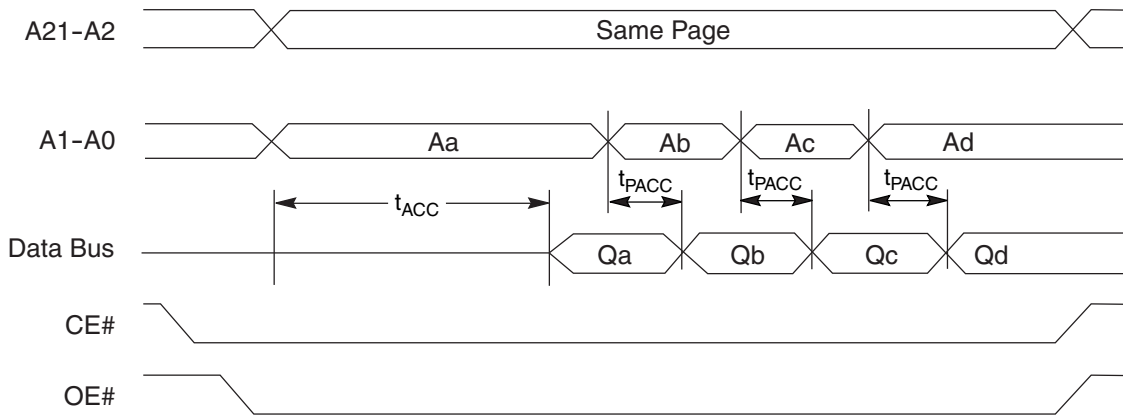 A21-A2 Same Page
A1-A0 Aa Ab Ac Ad
tACC tPACC tPACC tPACC
Data Bus Qa Qb Qc Qd
CE#
OE#